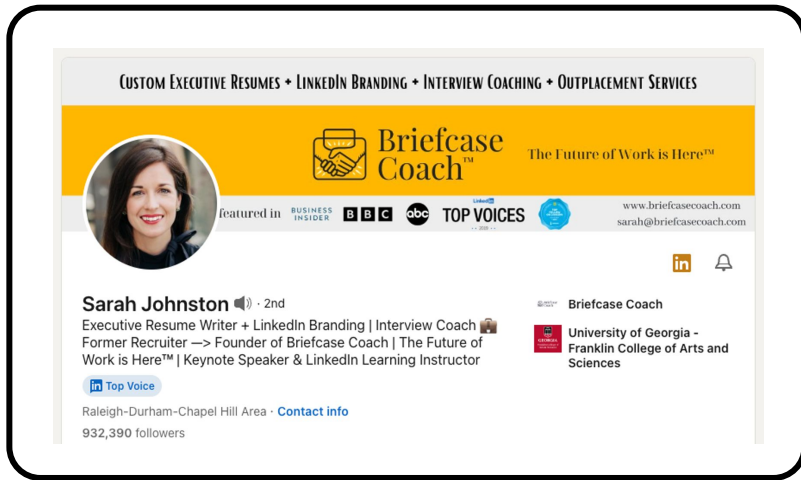 Custom Executive Resumes + LinkedIn Branding + Interview Coaching + Outplacement Services
Briefcase
Coach™
The Future of Work is Here™
featured in
BUSINESS
INSIDER
BBC
abc
LinkedIn
TOP VOICES
www.briefcasecoach.com
sarah@briefcasecoach.com
in
Sarah Johnston · 2nd
Executive Resume Writer + LinkedIn Branding | Interview Coach
Former Recruiter —> Founder of Briefcase Coach | The Future of
Work is Here™ | Keynote Speaker & LinkedIn Learning Instructor
in Top Voice
Raleigh-Durham-Chapel Hill Area · Contact info
932,390 followers
Briefcase Coach
University of Georgia -
Franklin College of Arts and
Sciences